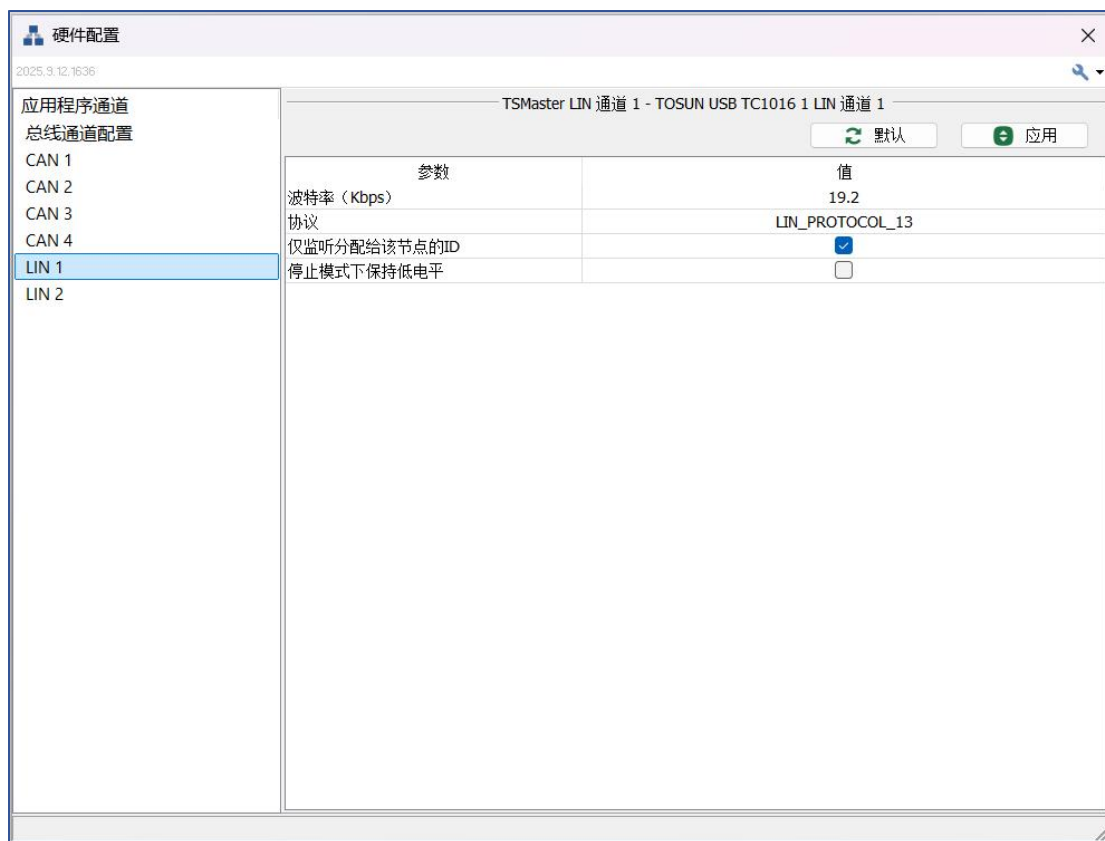 硬件配置
2025.9.12.1636
应用程序通道
总线通道配置
CAN 1
CAN 2
CAN 3
CAN 4
LIN 1
LIN 2
TSMaster LIN 通道 1 - TOSUN USB TC1016 1 LIN 通道 1
默认 应用
参数 值
波特率（Kbps） 19.2
协议 LIN_PROTOCOL_13
仅监听分配给该节点的ID
停止模式下保持低电平